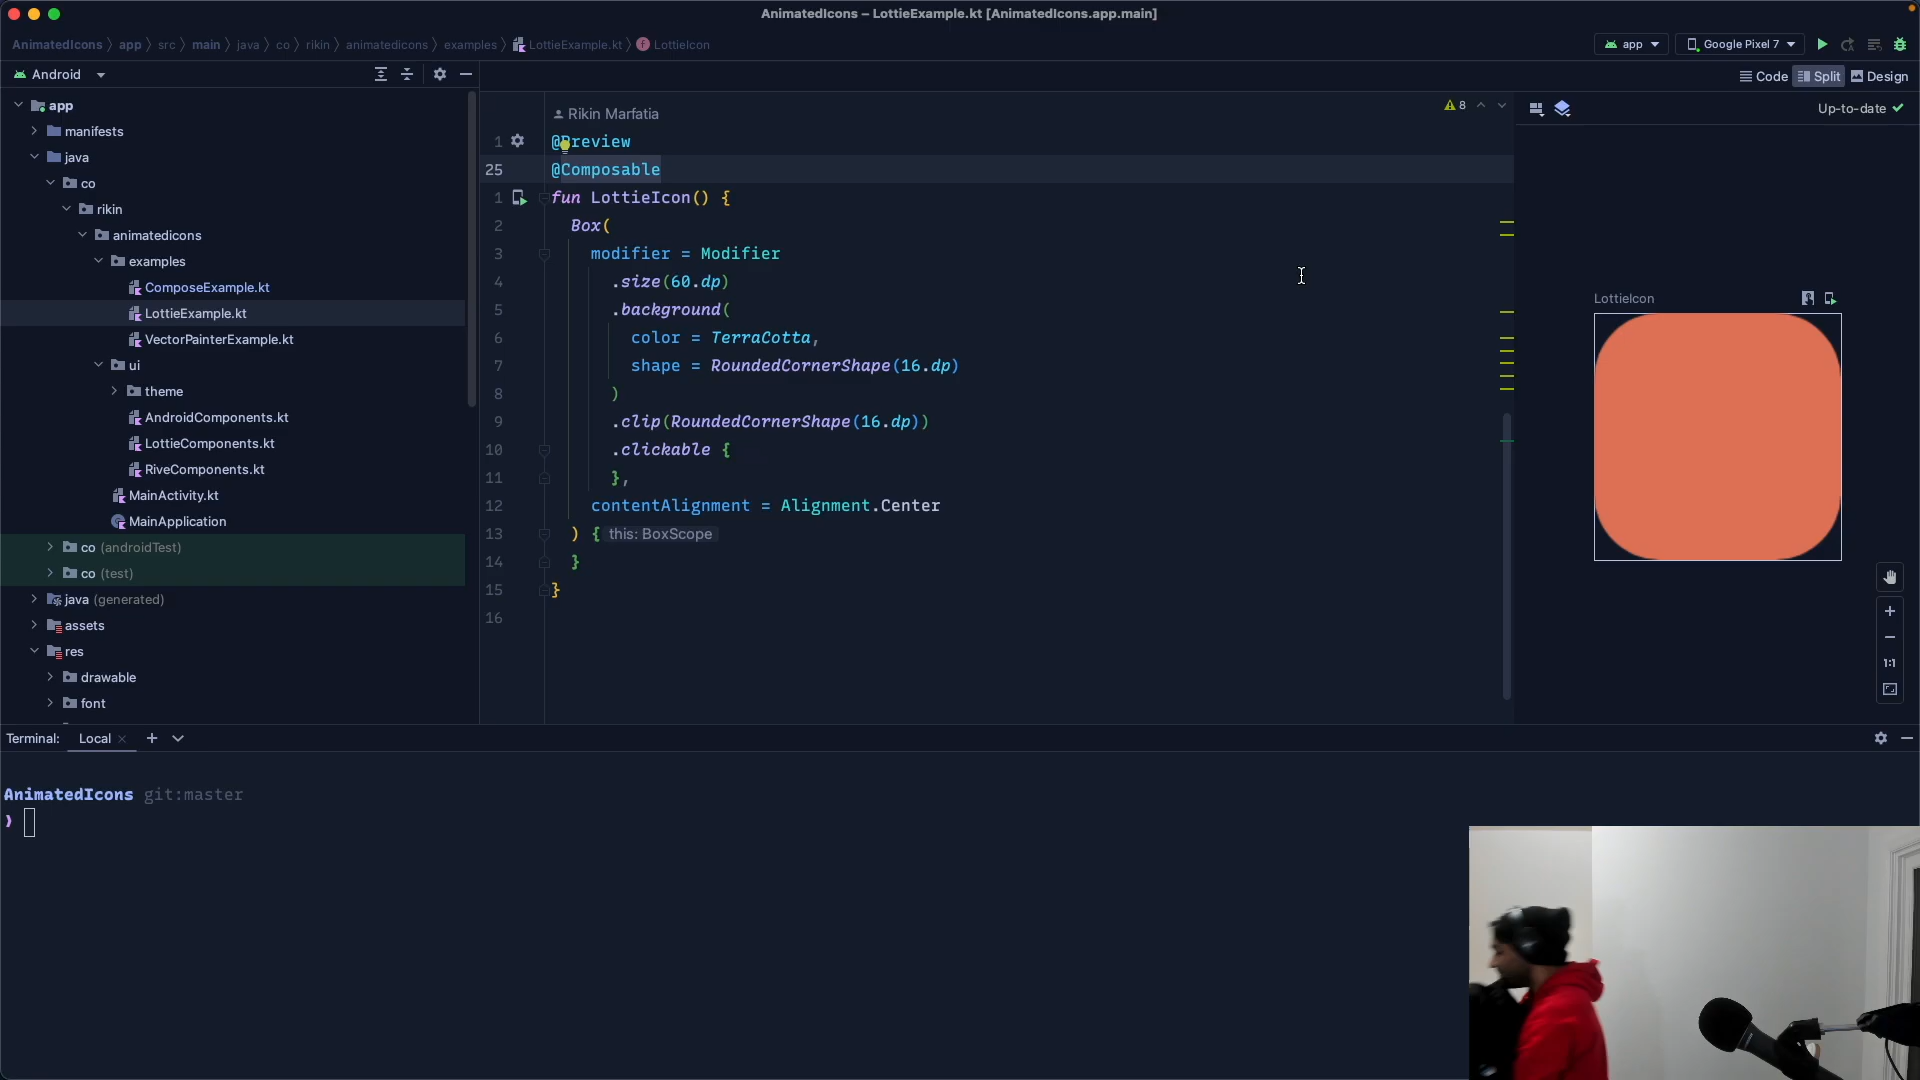 AnimatedIcons – LottieExample.kt [AnimatedIcons.app.main]
AnimatedIcons 〉 app 〉 src 〉 main 〉 java 〉 co 〉 rikin 〉 animatedicons 〉 examples 〉 LottieExample.kt 〉 LottieIcon
app
Google Pixel 7
Android
Code
Split
Design
app
manifests
java
co
rikin
animatedicons
examples
ComposeExample.kt
LottieExample.kt
VectorPainterExample.kt
ui
theme
AndroidComponents.kt
LottieComponents.kt
RiveComponents.kt
MainActivity.kt
MainApplication
co (androidTest)
co (test)
java (generated)
assets
res
drawable
font
Rikin Marfatia
8
1 @Preview
25 @Composable
1 fun LottieIcon() {
2 Box(
3 modifier = Modifier
4 .size(60.dp)
5 .background(
6 color = TerraCotta,
7 shape = RoundedCornerShape(16.dp)
8 )
9 .clip(RoundedCornerShape(16.dp))
10 .clickable {
11 },
12 contentAlignment = Alignment.Center
13 ) { this: BoxScope
14 }
15 }
16
Up-to-date
LottieIcon
1:1
Terminal: Local
AnimatedIcons git:master
❯